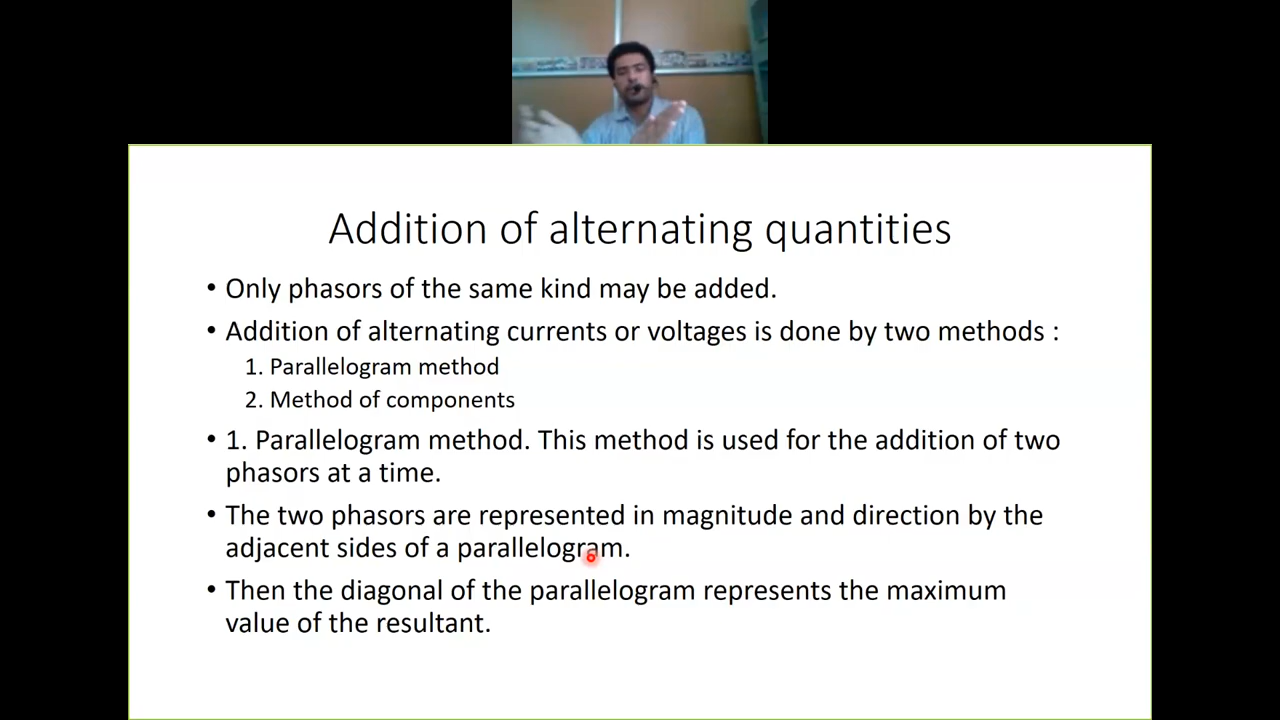 Addition of alternating quantities
• Only phasors of the same kind may be added.
• Addition of alternating currents or voltages is done by two methods :
1. Parallelogram method
2. Method of components
• 1. Parallelogram method. This method is used for the addition of two
phasors at a time.
• The two phasors are represented in magnitude and direction by the
adjacent sides of a parallelogram.
• Then the diagonal of the parallelogram represents the maximum
value of the resultant.